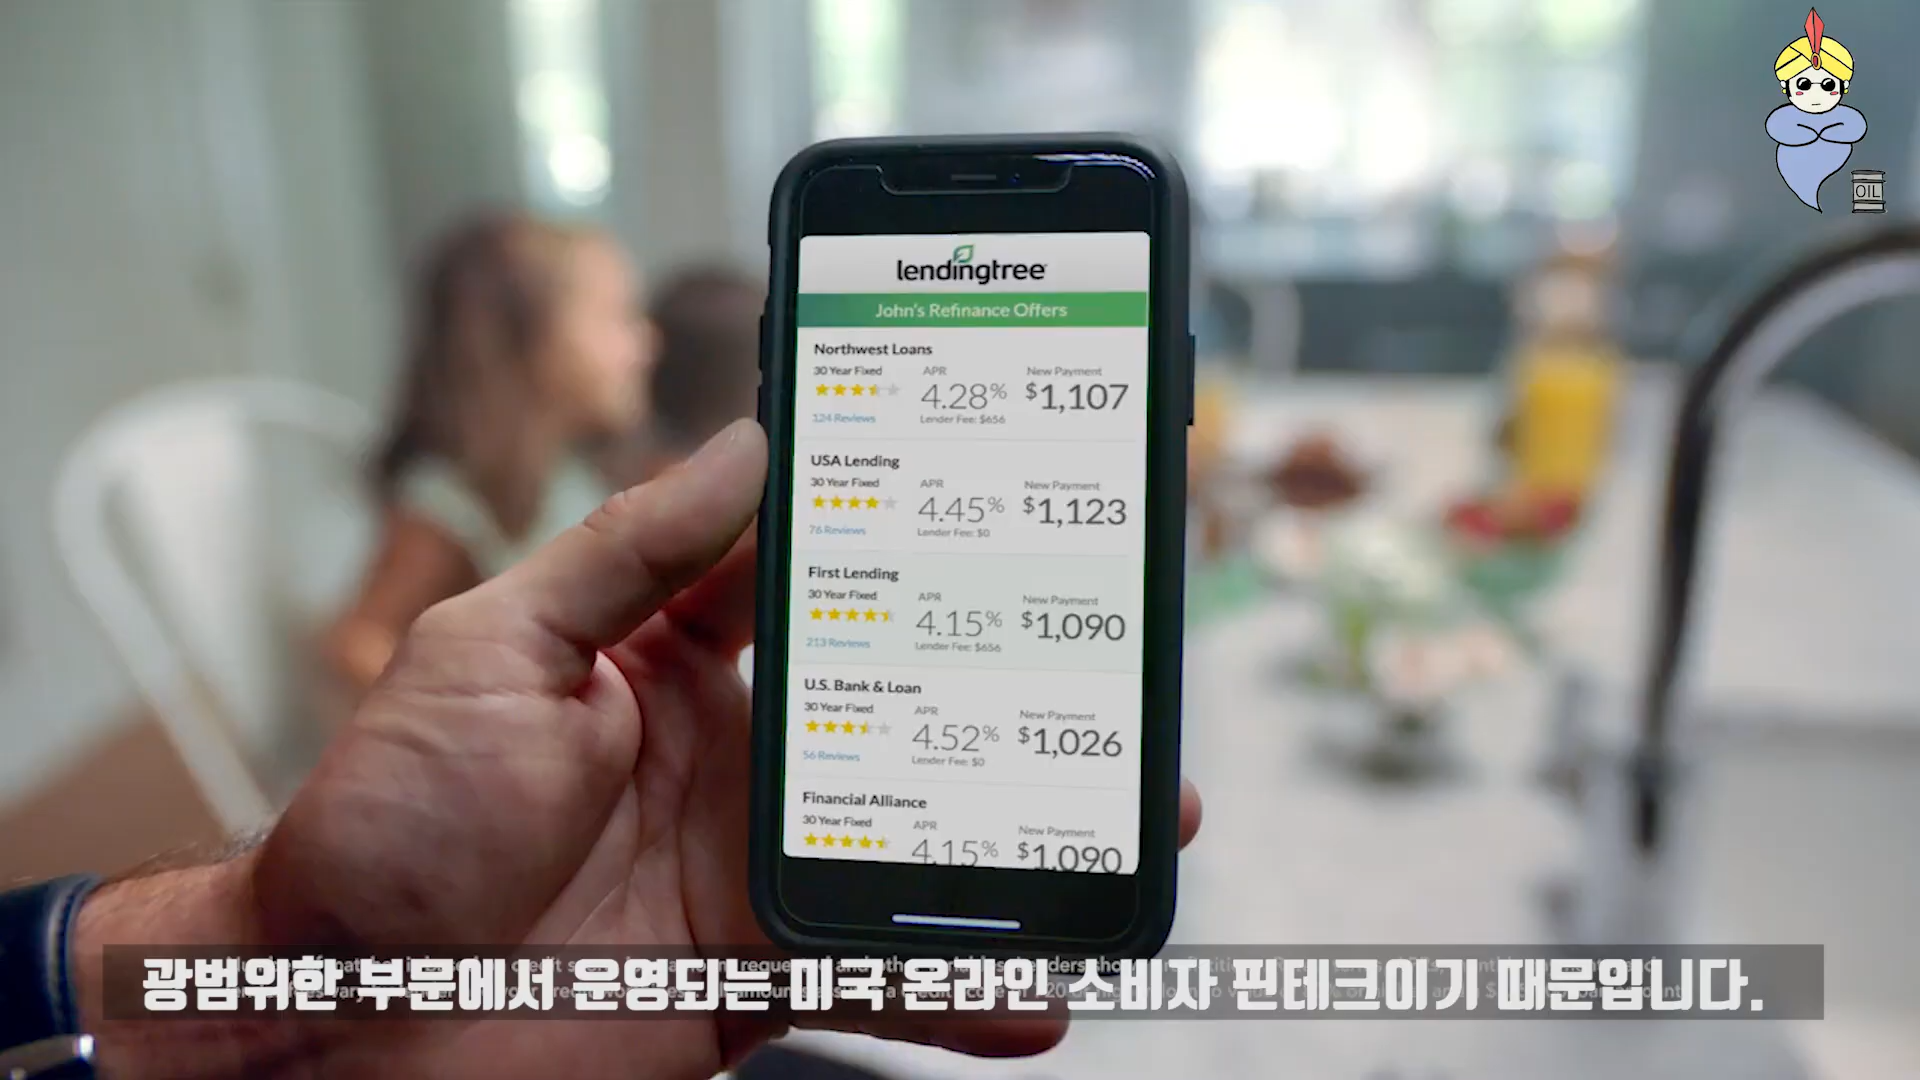 OIL
lendingtree
John's Refinance Offers
Northwest Loans
30 Year Fixed APR New Payment
4.28% $1,107
124 Reviews Lender Fee: $656
USA Lending
30 Year Fixed APR New Payment
4.45% $1,123
76 Reviews Lender Fee: $0
First Lending
30 Year Fixed APR New Payment
4.15% $1,090
213 Reviews Lender Fee: $656
U.S. Bank & Loan
30 Year Fixed APR New Payment
4.52% $1,026
56 Reviews Lender Fee: $0
Financial Alliance
30 Year Fixed APR New Payment
4.15% $1,090
광범위한 부문에서 운영되는 미국 온라인 소비자 핀테크이기 때문입니다.